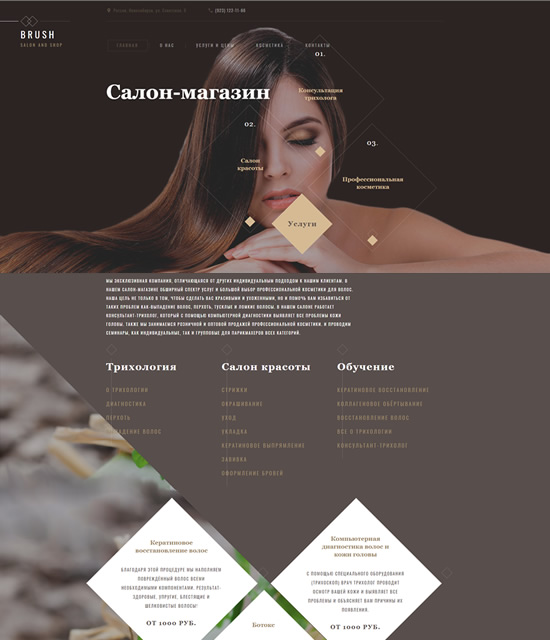 BRUSH
SALON AND SHOP
(383) 122-11-46
ГЛАВНАЯ
О НАС
УСЛУГИ И ЦЕНЫ
КОСМЕТИКА
КОНТАКТЫ
Салон-магазин
01.
Консультация
трихолога
02.
Салон
красоты
03.
Профессиональная
косметика
Услуги
МЫ ЭКСКЛЮЗИВНАЯ КОМПАНИЯ, ОТЛИЧАЮЩАЯСЯ ОТ ДРУГИХ ИНДИВИДУАЛЬНЫМ ПОДХОДОМ К НАШИМ КЛИЕНТАМ. В
НАШЕМ САЛОНЕ-МАГАЗИНЕ ОБШИРНЫЙ СПЕКТР УСЛУГ И БОЛЬШОЙ ВЫБОР ПРОФЕССИОНАЛЬНОЙ КОСМЕТИКИ ДЛЯ ВОЛОС.
НАША ЦЕЛЬ НЕ ТОЛЬКО В ТОМ, ЧТОБЫ СДЕЛАТЬ ВАС КРАСИВЫМИ И УХОЖЕННЫМИ, НО И ПОМОЧЬ ВАМ ИЗБАВИТЬСЯ ОТ
ТАКИХ ПРОБЛЕМ КАК-ВЫПАДЕНИЕ ВОЛОС, ПЕРХОТЬ, ТУСКЛЫЕ И ЛОМКИЕ ВОЛОСЫ. В НАШЕМ САЛОНЕ РАБОТАЕТ
КОНСУЛЬТАНТ-ТРИХОЛОГ, КОТОРЫЙ С ПОМОЩЬЮ КОМПЬЮТЕРНОЙ ДИАГНОСТИКИ ВЫЯВЛЯЕТ ВСЕ ПРОБЛЕМЫ КОЖИ
ГОЛОВЫ. ТАКЖЕ МЫ ЗАНИМАЕМСЯ РОЗНИЧНОЙ И ОПТОВОЙ ПРОДАЖЕЙ ПРОФЕССИОНАЛЬНОЙ КОСМЕТИКИ. И ПРОВОДИМ
СЕМИНАРЫ, КАК ИНДИВИДУАЛЬНЫЕ, ТАК И ГРУППОВЫЕ ДЛЯ ПАРИКМАХЕРОВ ВСЕХ КАТЕГОРИЙ.
Трихология
О ТРИХОЛОГИИ
ДИАГНОСТИКА
ПЕРХОТЬ
ВЫПАДЕНИЕ ВОЛОС
Салон красоты
СТРИЖКИ
ОКРАШИВАНИЕ
УХОД
УКЛАДКА
КЕРАТИНОВОЕ ВЫПРЯМЛЕНИЕ
ЗАВИВКА
ОФОРМЛЕНИЕ БРОВЕЙ
Обучение
КЕРАТИНОВОЕ ВОССТАНОВЛЕНИЕ
КОЛЛАГЕНОВОЕ ОБЁРТЫВАНИЕ
ВОССТАНОВЛЕНИЕ ВОЛОС
ВСЕ О ТРИХОЛОГИИ
КОНСУЛЬТАНТ-ТРИХОЛОГ
Кератиновое
восстановление волос
БЛАГОДАРЯ ЭТОЙ ПРОЦЕДУРЕ МЫ НАПОЛНЯЕМ
ПОВРЕЖДЁННЫЙ ВОЛОС ВСЕМИ
НЕОБХОДИМЫМИ КОМПОНЕНТАМИ. РЕЗУЛЬТАТ-
ЗДОРОВЫЕ, УПРУГИЕ, БЛЕСТЯЩИЕ И
ШЕЛКОВИСТЫЕ ВОЛОСЫ!
ОТ 1000 РУБ.
Компьютерная
диагностика волос и
кожи головы
С ПОМОЩЬЮ СПЕЦИАЛЬНОГО ОБОРУДОВАНИЯ
(ТРИХОСКОП) ВРАЧ ТРИХОЛОГ ПРОВОДИТ
ОСМОТР ВАШЕЙ КОЖИ И ВЫЯВЛЯЕТ ВСЕ
ПРОБЛЕМЫ И ОБЪЯСНЯЕТ ВАМ ПРИЧИНЫ ИХ
ПОЯВЛЕНИЯ.
ОТ 1000 РУБ.
Ботокс